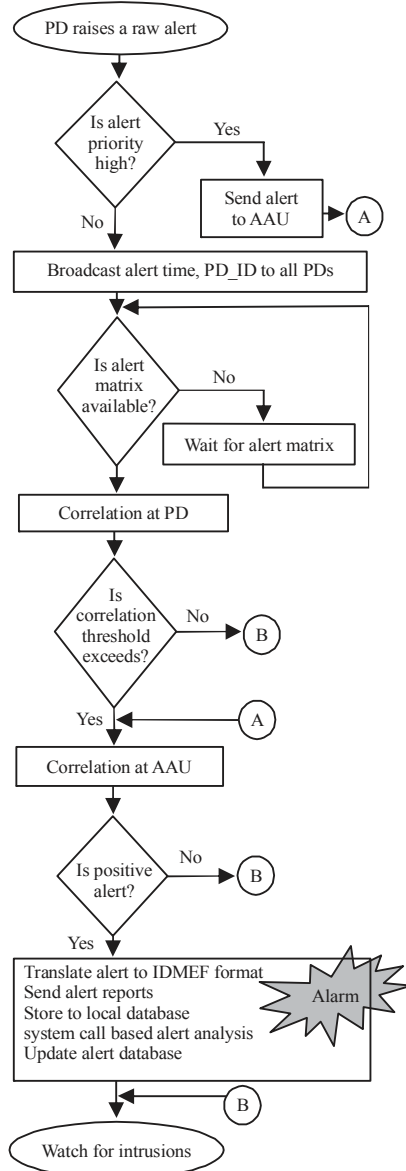 PD raises a raw alert
Is alert
priority
high?
Yes
Send alert
to AAU
A
No
Broadcast alert time, PD_ID to all PDs
Is alert
matrix
available?
No
Wait for alert matrix
Correlation at PD
Is
correlation
threshold
exceeds?
No
B
Yes
A
Correlation at AAU
Is positive
alert?
No
B
Yes
Translate alert to IDMEF format
Send alert reports
Store to local database
system call based alert analysis
Update alert database
Alarm
B
Watch for intrusions